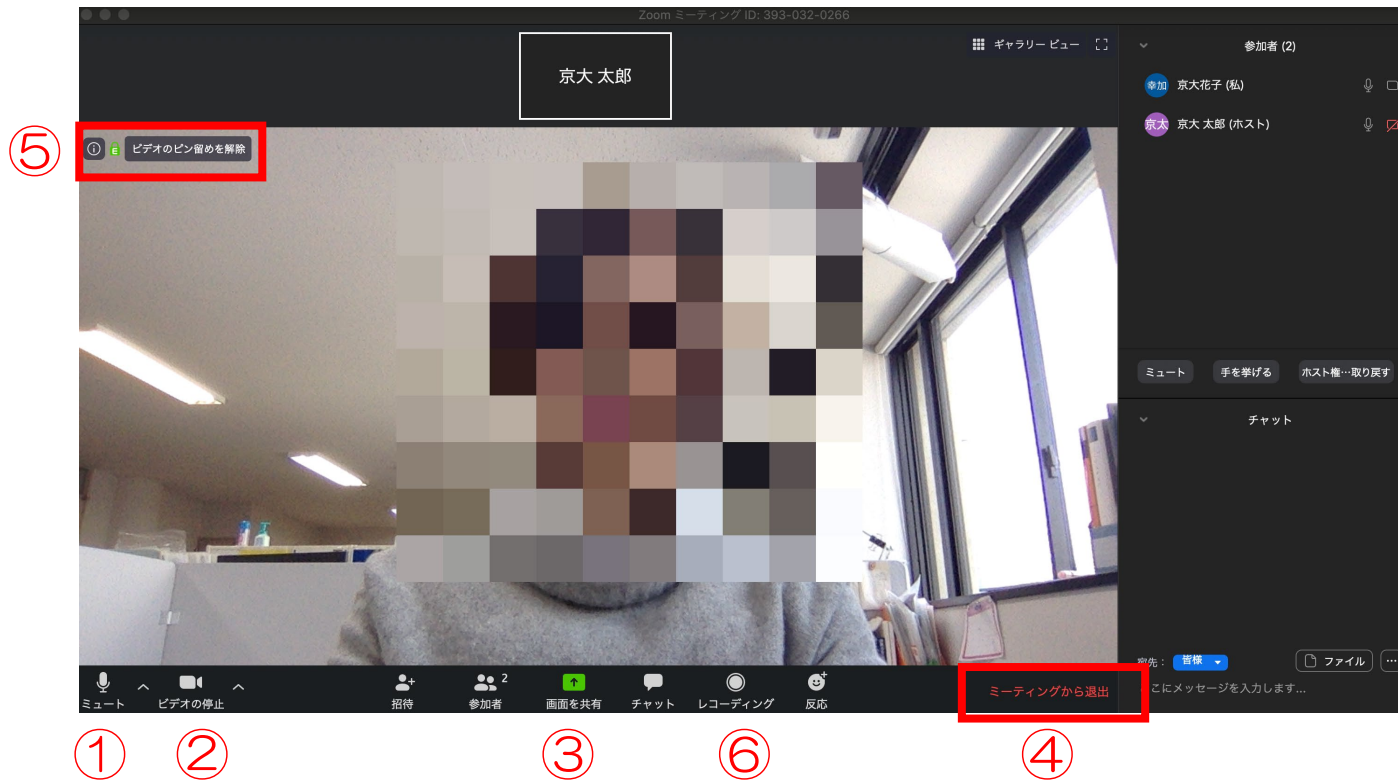 Zoom ミーティング ID: 393-032-0266
京大 太郎
ギャラリー ビュー
⑤
ビデオのピン留めを解除
参加者 (2)
幸加 京大花子 (私)
京太 京大 太郎 (ホスト)
ミュート 手を挙げる ホスト権…取り戻す
チャット
宛先： 皆様 ファイル ...
ここにメッセージを入力します...
ミュート ビデオの停止 招待 参加者 2 画面を共有 チャット レコーディング 反応 ミーティングから退出
① ② ③ ⑥ ④